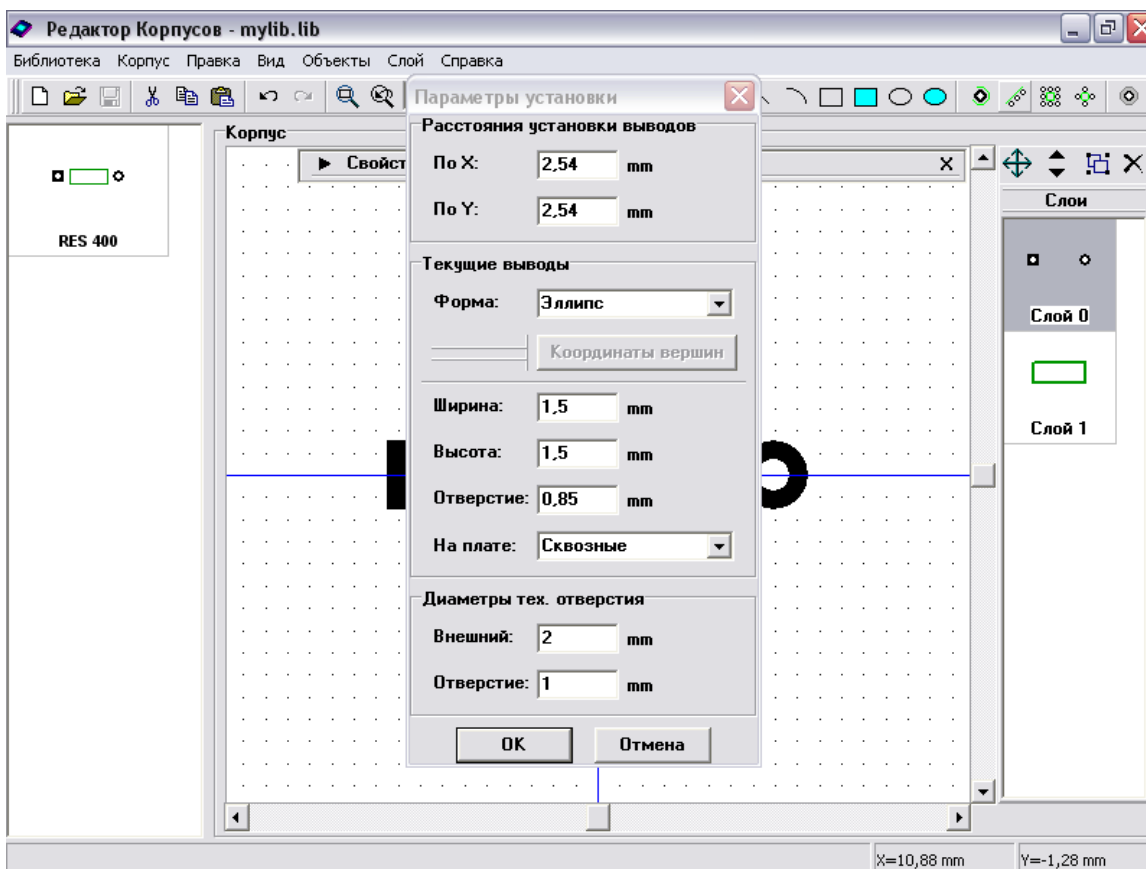 Редактор Корпусов - mylib.lib
Библиотека Корпус Правка Вид Объекты Слой Справка
Параметры установки
RES 400
Корпус
Свойст
X
Расстояния установки выводов
По X: 2,54 mm
По Y: 2,54 mm
Текущие выводы
Форма: Эллипс
Координаты вершин
Ширина: 1,5 mm
Высота: 1,5 mm
Отверстие: 0,85 mm
На плате: Сквозные
Диаметры тех. отверстия
Внешний: 2 mm
Отверстие: 1 mm
OK Отмена
Слои
Слой 0
Слой 1
X=10,88 mm Y=-1,28 mm